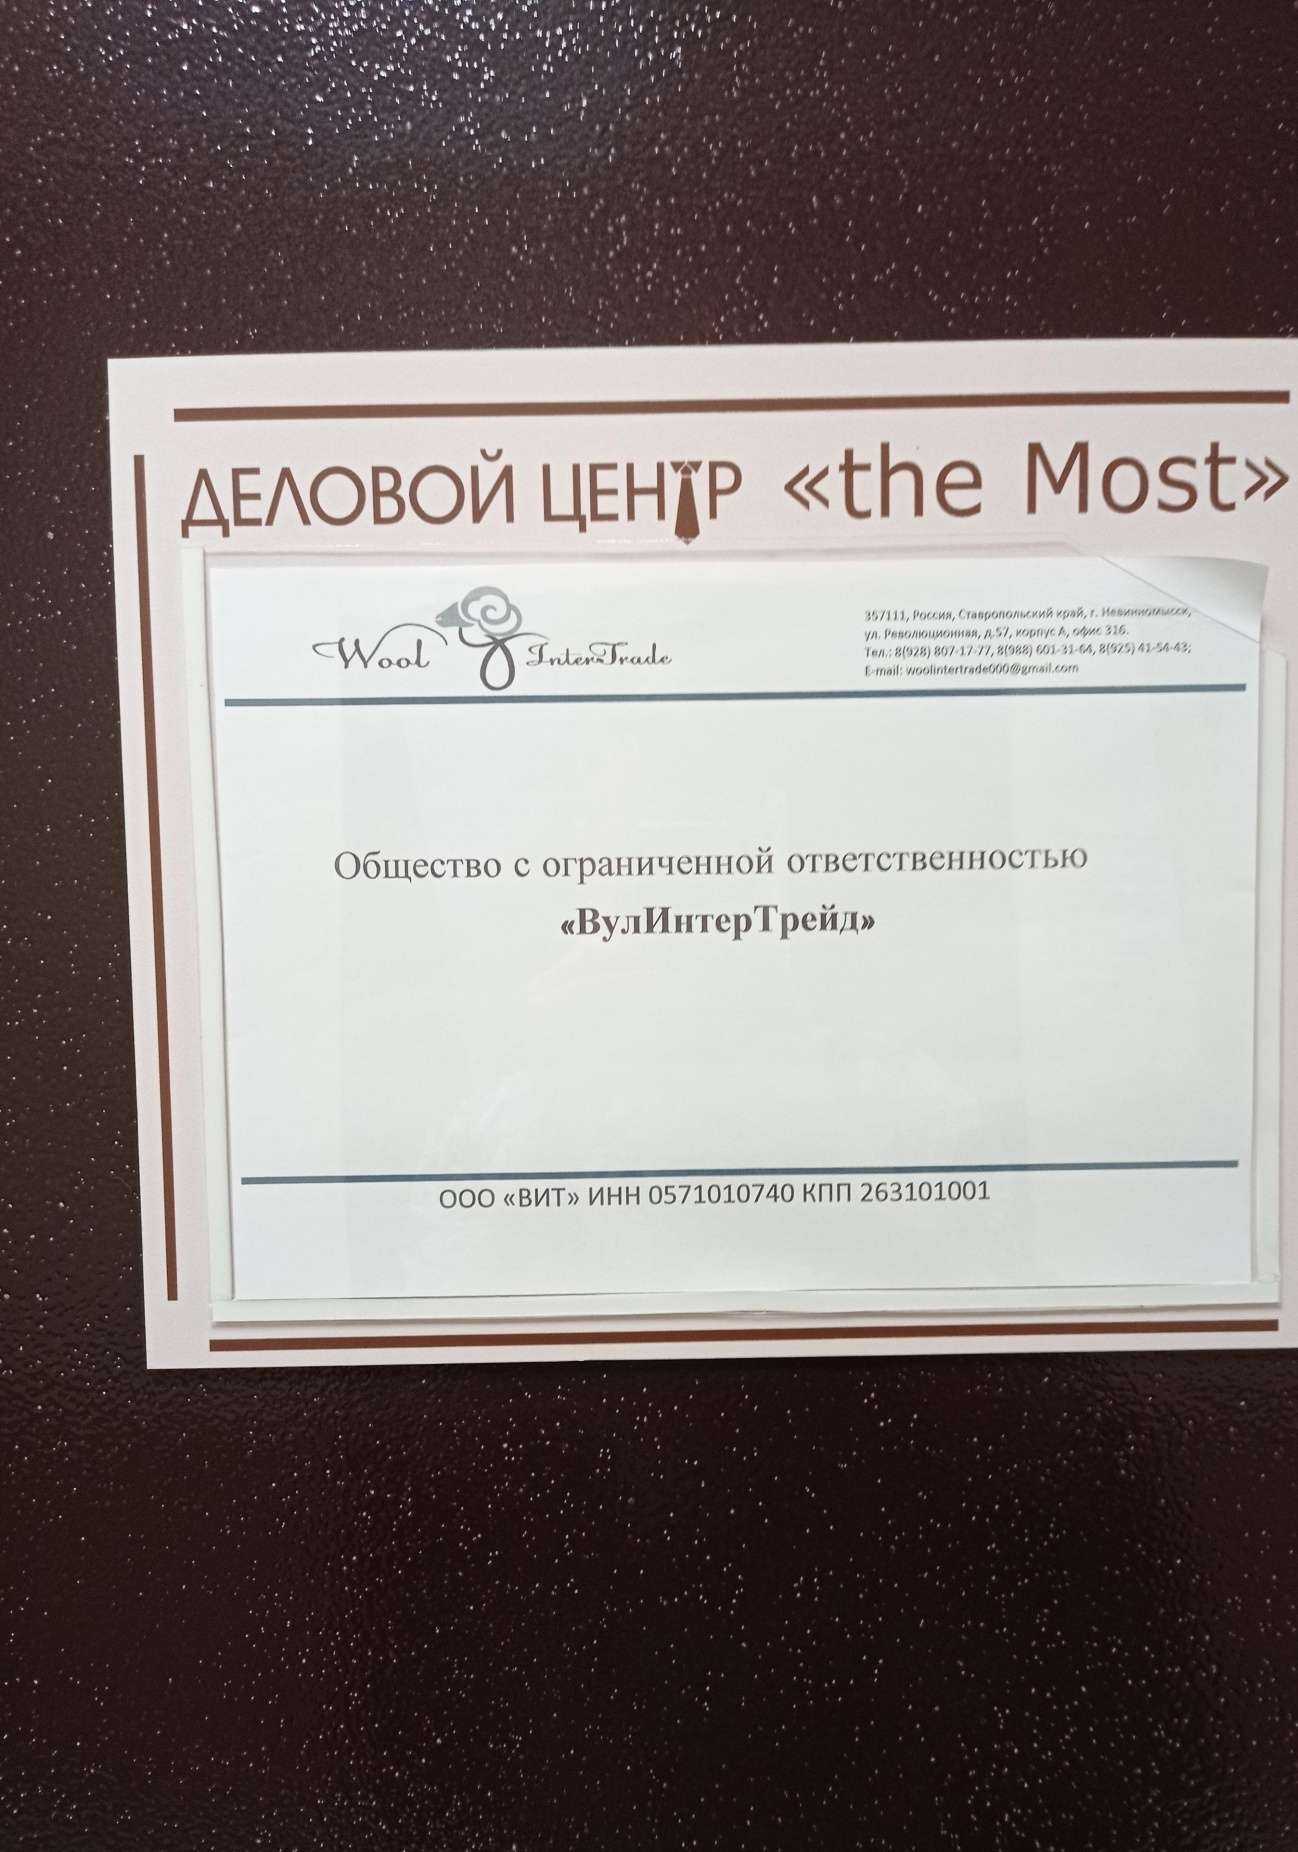 ДЕЛОВОЙ ЦЕНТР «the Most»
Wool InterTrade
357111, Россия, Ставропольский край, г. Невинномысск,
ул. Революционная, д.57, корпус А, офис 316.
Тел.: 8(928) 807-17-77, 8(988) 601-31-64, 8(925) 41-54-43;
E-mail: woolintertrade000@gmail.com
Общество с ограниченной ответственностью
«ВулИнтерТрейд»
ООО «ВИТ» ИНН 0571010740 КПП 263101001